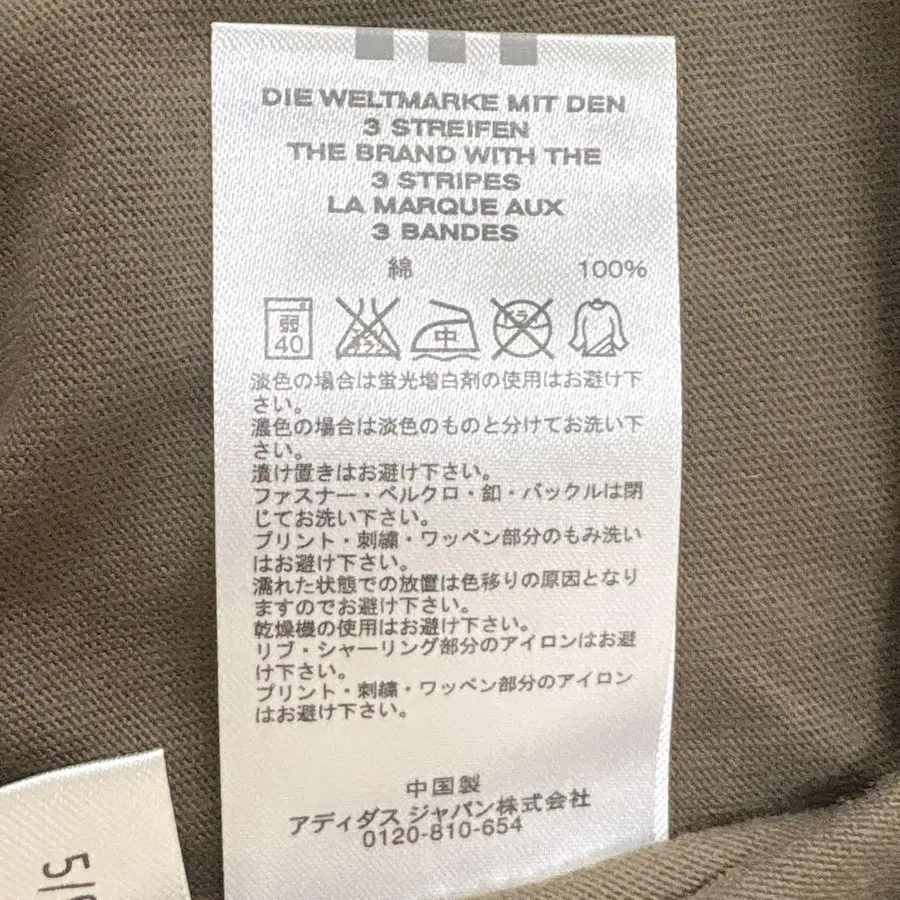 DIE WELTMARKE MIT DEN
3 STREIFEN
THE BRAND WITH THE
3 STRIPES
LA MARQUE AUX
3 BANDES
綿 100%
弱
40
エンソ
サラシ
中
ドライ
淡色の場合は蛍光増白剤の使用はお避け下
さい。
濃色の場合は淡色のものと分けてお洗い下
さい。
漬け置きはお避け下さい。
ファスナー・ベルクロ・釦・バックルは閉
じてお洗い下さい。
プリント・刺繍・ワッペン部分のもみ洗い
はお避け下さい。
濡れた状態での放置は色移りの原因となり
ますのでお避け下さい。
乾燥機の使用はお避け下さい。
リブ・シャーリング部分のアイロンはお避
け下さい。
プリント・刺繍・ワッペン部分のアイロン
はお避け下さい。
中国製
アディダス ジャパン株式会社
0120-810-654
5/